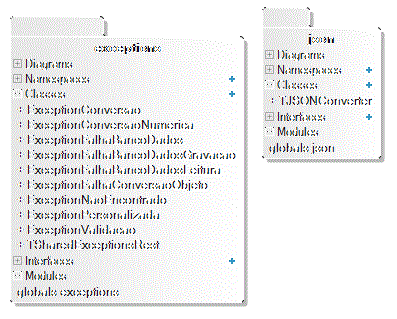 exceptions
Diagrams
Namespaces
Classes
ExceptionConversao
ExceptionConversaoNumerica
ExceptionFalhaBancoDados
ExceptionFalhaBancoDadosGravacao
ExceptionFalhaBancoDadosLeitura
ExceptionFalhaConversaoObjeto
ExceptionNaoEncontrado
ExceptionPersonalizada
ExceptionValidacao
TSharedExceptionsRest
Interfaces
Modules
globals exceptions
json
Diagrams
Namespaces
Classes
TJSONConverter
Interfaces
Modules
globals json